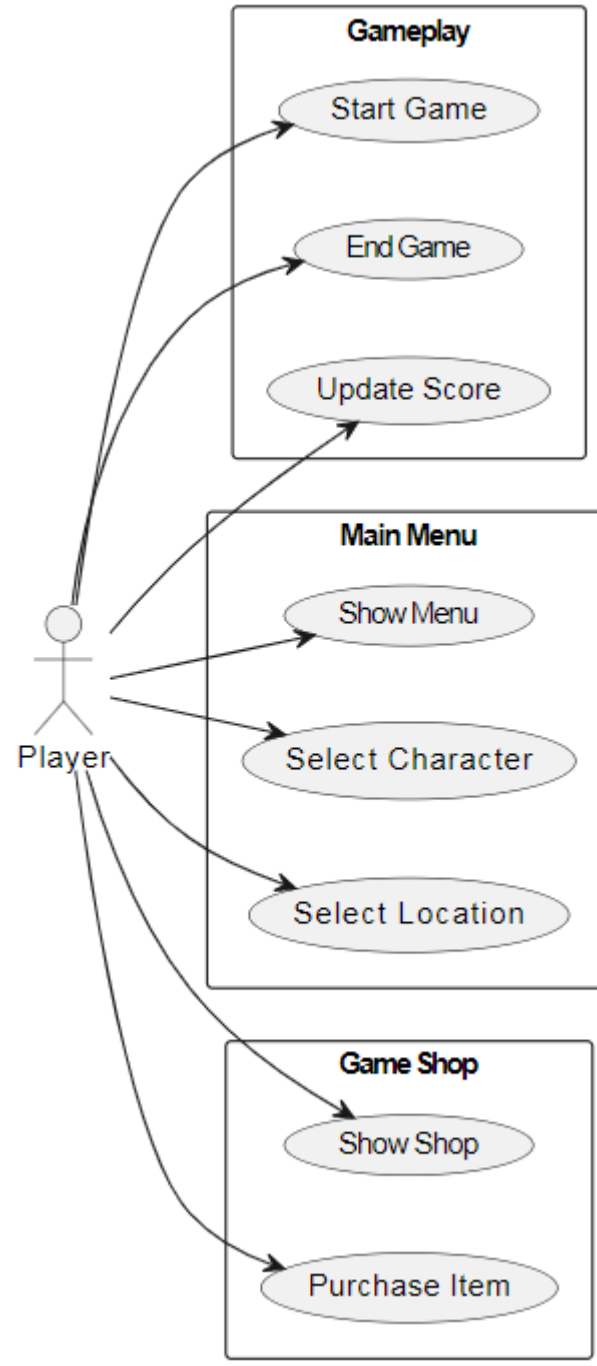 Gameplay
Start Game
End Game
Update Score
Main Menu
Show Menu
Select Character
Player
Select Location
Game Shop
Show Shop
Purchase Item